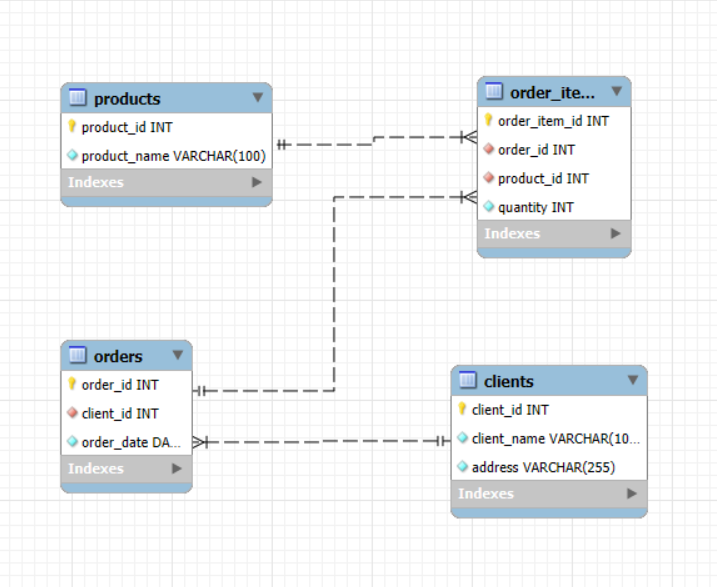 products
product_id INT
product_name VARCHAR(100)
Indexes
order_ite...
order_item_id INT
order_id INT
product_id INT
quantity INT
Indexes
orders
order_id INT
client_id INT
order_date DA...
Indexes
clients
client_id INT
client_name VARCHAR(10...
address VARCHAR(255)
Indexes